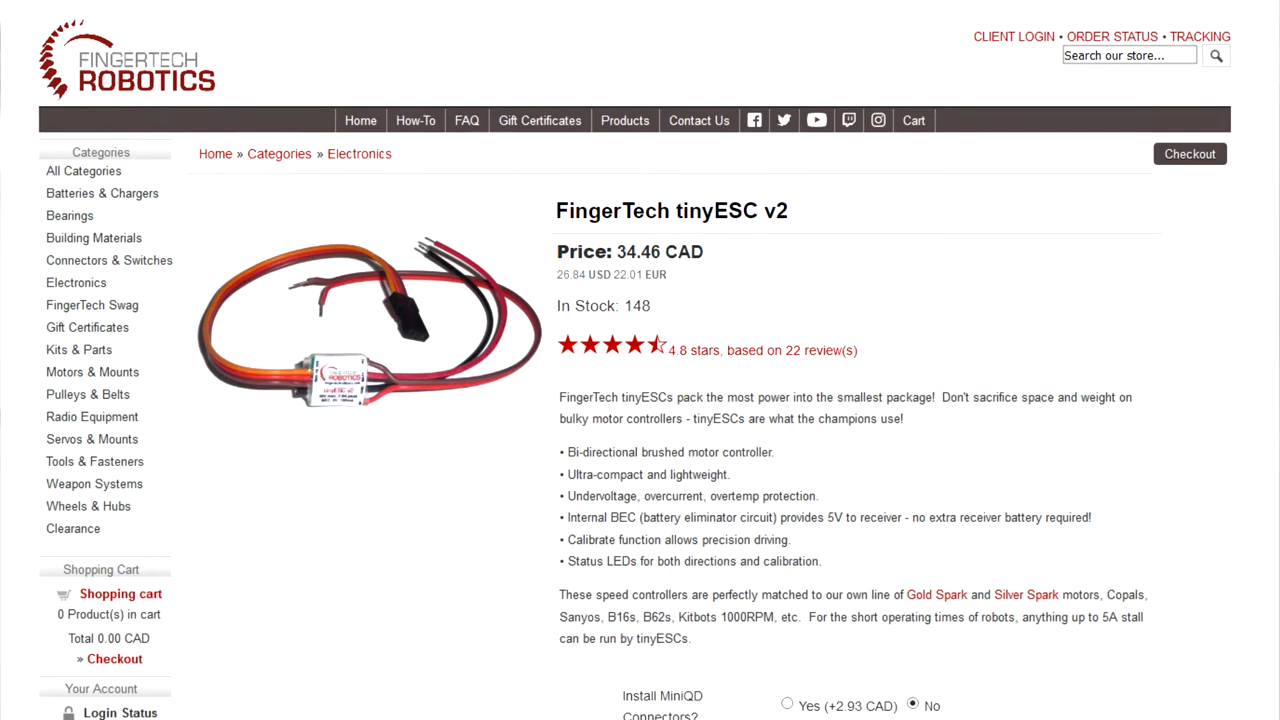 FINGERTECH
ROBOTICS
CLIENT LOGIN • ORDER STATUS • TRACKING
Search our store...
Home How-To FAQ Gift Certificates Products Contact Us Cart
Categories
All Categories
Batteries & Chargers
Bearings
Building Materials
Connectors & Switches
Electronics
FingerTech Swag
Gift Certificates
Kits & Parts
Motors & Mounts
Pulleys & Belts
Radio Equipment
Servos & Mounts
Tools & Fasteners
Weapon Systems
Wheels & Hubs
Clearance
Shopping Cart
Shopping cart
0 Product(s) in cart
Total 0.00 CAD
» Checkout
Your Account
Login Status
Home » Categories » Electronics
Checkout
ROBOTICS
tinyESC v2
FingerTech tinyESC v2
Price: 34.46 CAD
26.84 USD 22.01 EUR
In Stock: 148
4.8 stars, based on 22 review(s)
FingerTech tinyESCs pack the most power into the smallest package! Don't sacrifice space and weight on
bulky motor controllers - tinyESCs are what the champions use!
• Bi-directional brushed motor controller.
• Ultra-compact and lightweight.
• Undervoltage, overcurrent, overtemp protection.
• Internal BEC (battery eliminator circuit) provides 5V to receiver - no extra receiver battery required!
• Calibrate function allows precision driving.
• Status LEDs for both directions and calibration.
These speed controllers are perfectly matched to our own line of Gold Spark and Silver Spark motors, Copals,
Sanyos, B16s, B62s, Kitbots 1000RPM, etc. For the short operating times of robots, anything up to 5A stall
can be run by tinyESCs.
Install MiniQD
Connectors?
Yes (+2.93 CAD) No